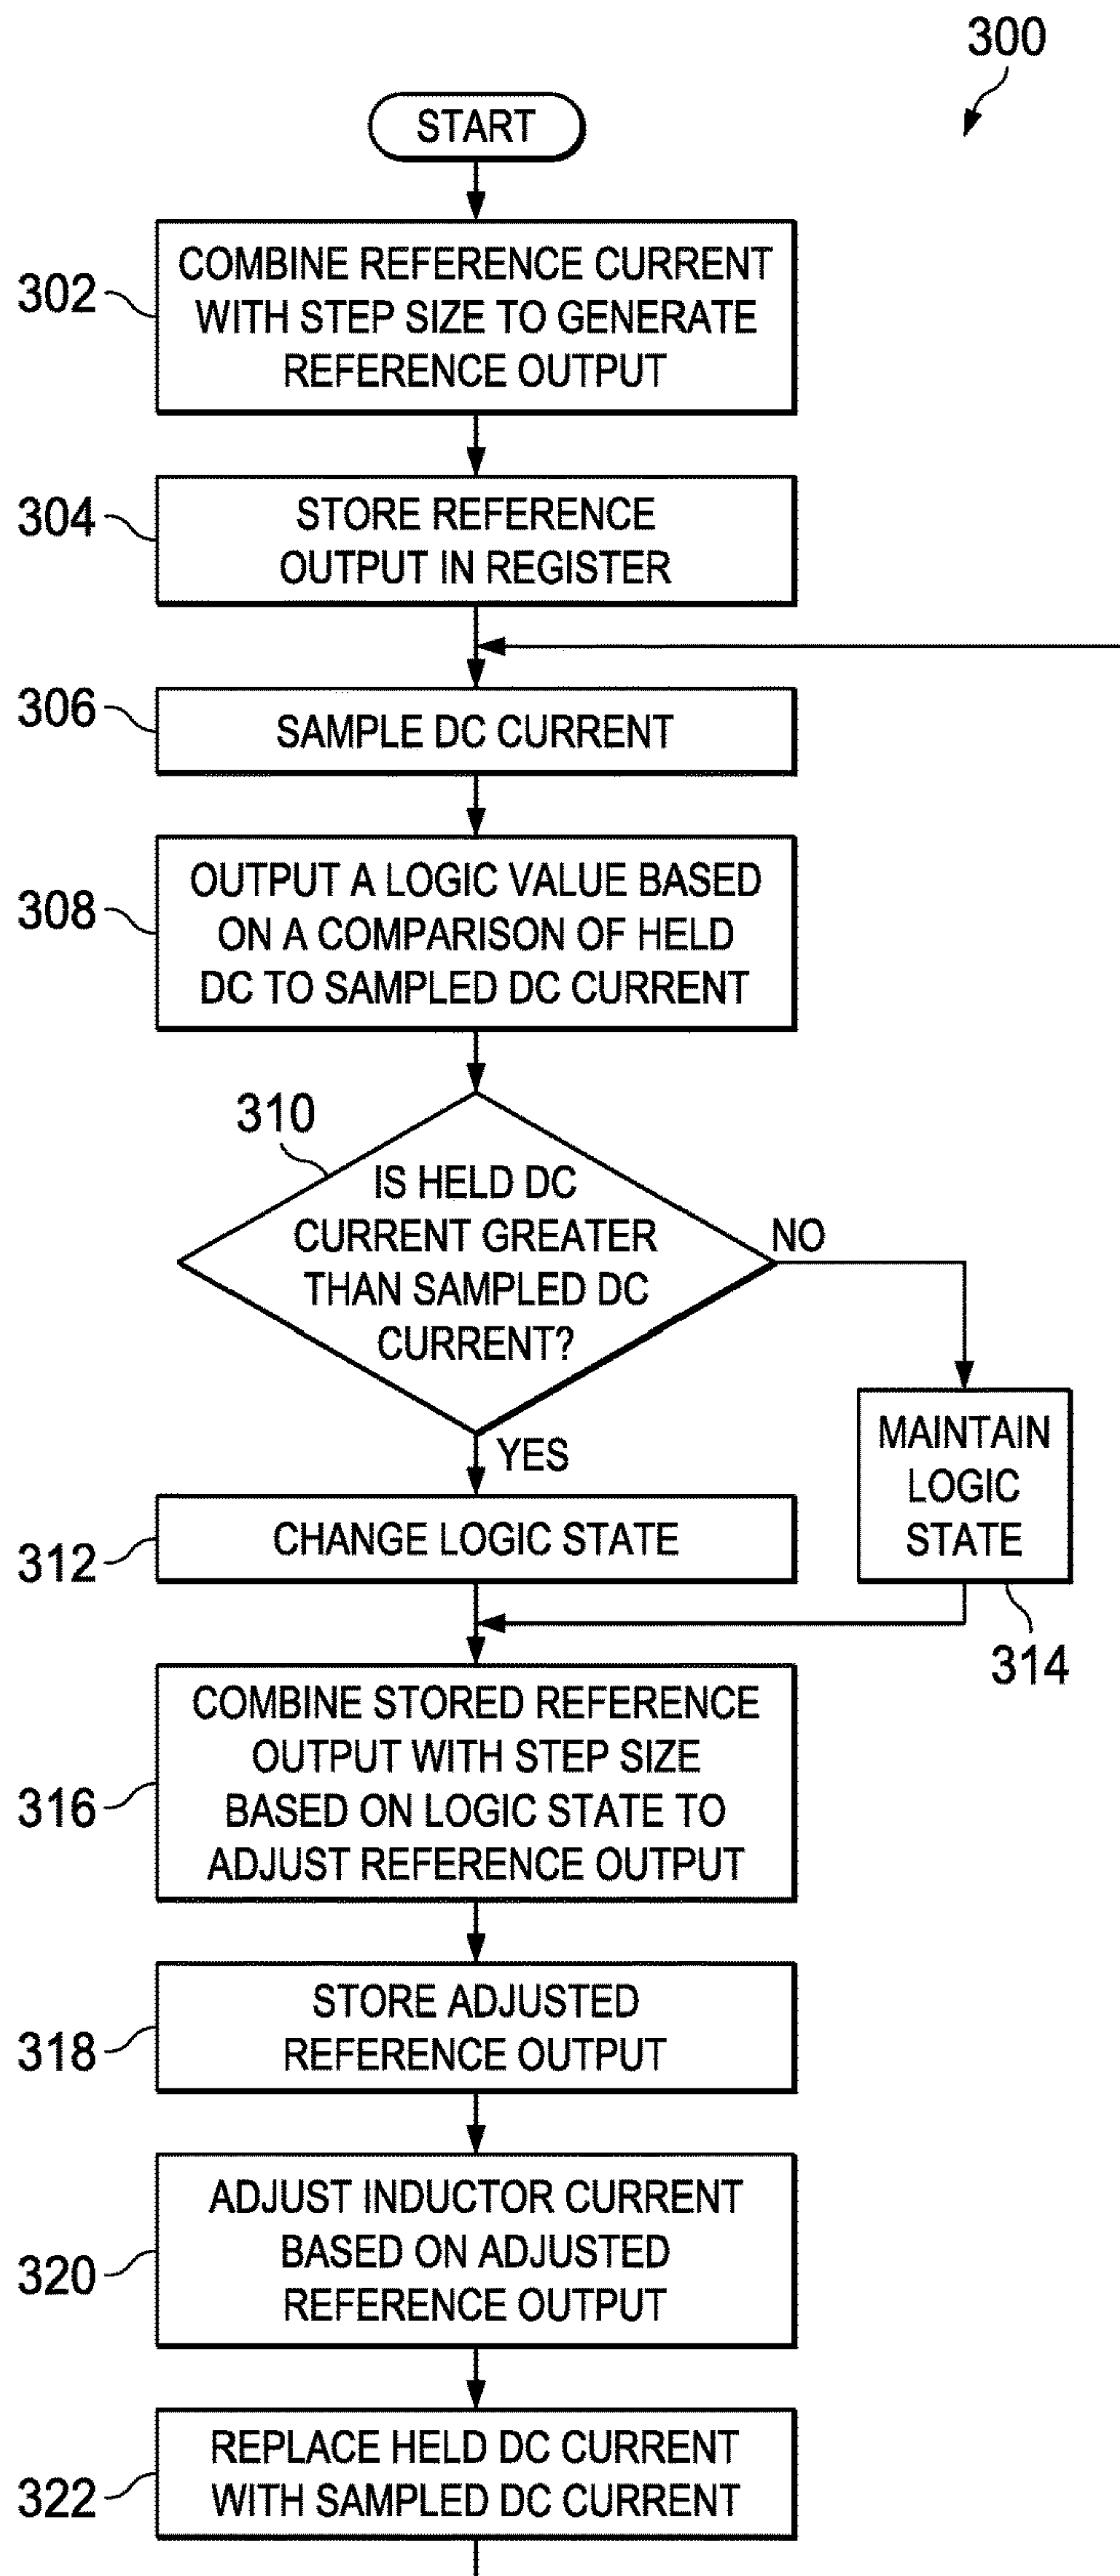 300
START
302
COMBINE REFERENCE CURRENT
WITH STEP SIZE TO GENERATE
REFERENCE OUTPUT
304
STORE REFERENCE
OUTPUT IN REGISTER
306
SAMPLE DC CURRENT
308
OUTPUT A LOGIC VALUE BASED
ON A COMPARISON OF HELD
DC TO SAMPLED DC CURRENT
310
IS HELD DC
CURRENT GREATER
THAN SAMPLED DC
CURRENT?
NO
YES
312
CHANGE LOGIC STATE
MAINTAIN
LOGIC
STATE
314
316
COMBINE STORED REFERENCE
OUTPUT WITH STEP SIZE
BASED ON LOGIC STATE TO
ADJUST REFERENCE OUTPUT
318
STORE ADJUSTED
REFERENCE OUTPUT
320
ADJUST INDUCTOR CURRENT
BASED ON ADJUSTED
REFERENCE OUTPUT
322
REPLACE HELD DC CURRENT
WITH SAMPLED DC CURRENT